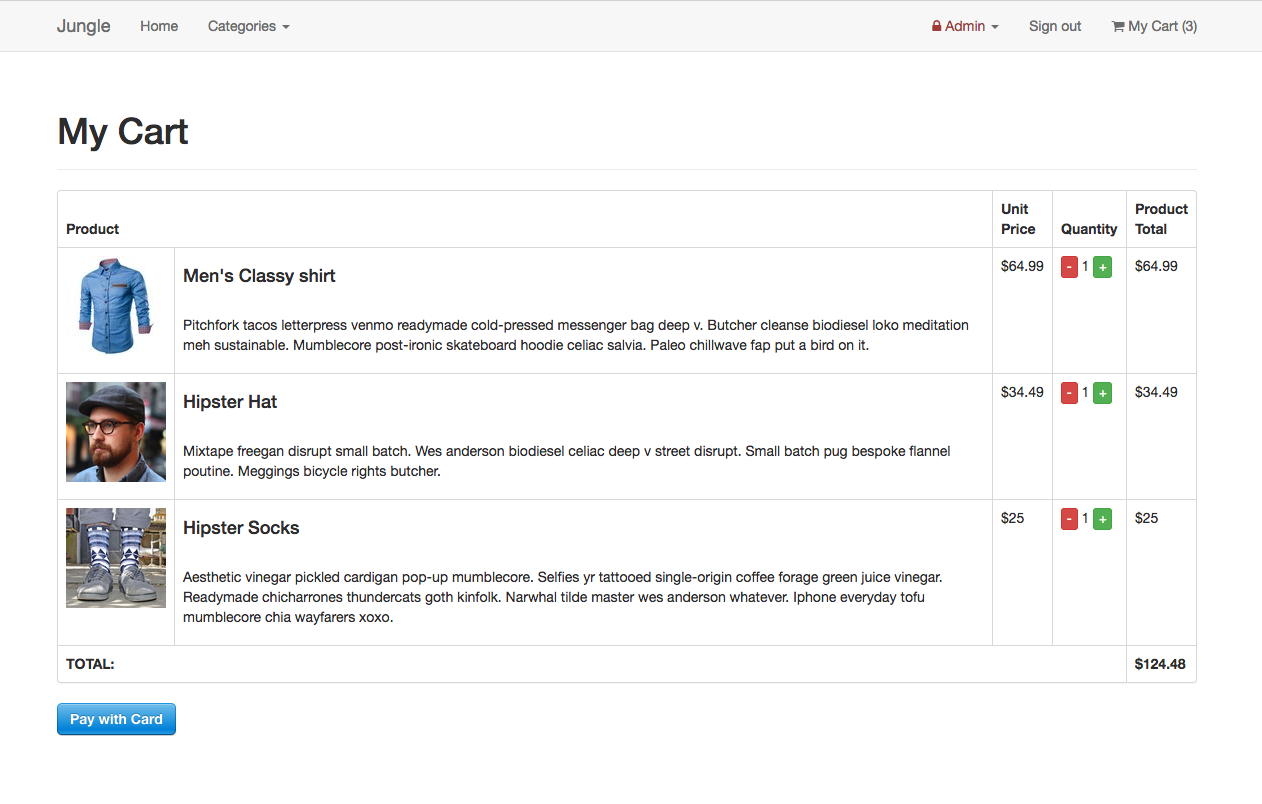 Jungle Home Categories Admin Sign out My Cart (3)
My Cart
Product Unit Price Quantity Product Total
Men's Classy shirt $64.99 - 1 + $64.99
Pitchfork tacos letterpress venmo readymade cold-pressed messenger bag deep v. Butcher cleanse biodiesel loko meditation
meh sustainable. Mumblecore post-ironic skateboard hoodie celiac salvia. Paleo chillwave fap put a bird on it.
Hipster Hat $34.49 - 1 + $34.49
Mixtape freegan disrupt small batch. Wes anderson biodiesel celiac deep v street disrupt. Small batch pug bespoke flannel
poutine. Meggings bicycle rights butcher.
Hipster Socks $25 - 1 + $25
Aesthetic vinegar pickled cardigan pop-up mumblecore. Selfies yr tattooed single-origin coffee forage green juice vinegar.
Readymade chicharrones thundercats goth kinfolk. Narwhal tilde master wes anderson whatever. Iphone everyday tofu
mumblecore chia wayfarers xoxo.
TOTAL: $124.48
Pay with Card